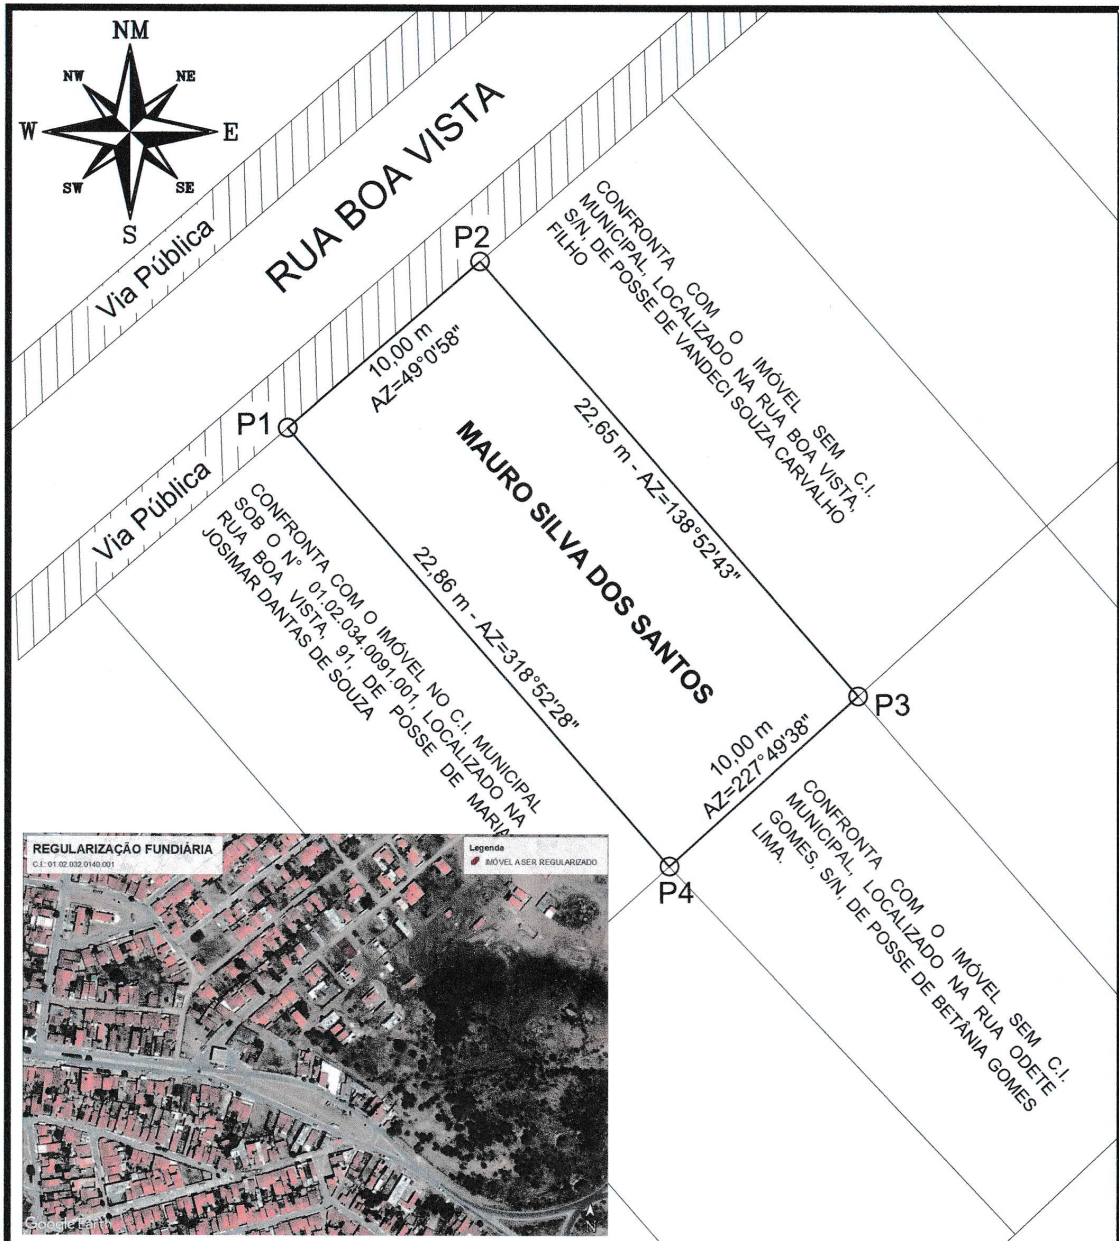 NM
NW
NE
W
E
SW
SE
S
Via Pública
RUA BOA VISTA
P2
10,00 m
AZ=49°0'58"
P1
Via Pública
CONFRONTA COM O IMÓVEL SEM C.I.
MUNICIPAL, LOCALIZADO NA RUA BOA VISTA,
S/N, DE POSSE DE VANDECI SOUZA CARVALHO
FILHO
22,65 m - AZ=138°52'43"
MAURO SILVA DOS SANTOS
22,86 m - AZ=318°52'28"
CONFRONTA COM O IMÓVEL NO C.I. MUNICIPAL
SOB O N° 01.02.034.0091.001, LOCALIZADO NA
RUA BOA VISTA, 91, DE POSSE DE MARIA
JOSIMAR DANTAS DE SOUZA
P3
10,00 m
AZ=227°49'38"
P4
CONFRONTA COM O IMÓVEL SEM C.I.
MUNICIPAL, LOCALIZADO NA RUA ODETE
GOMES, S/N, DE POSSE DE BETÂNIA GOMES
LIMA.
REGULARIZAÇÃO FUNDIÁRIA
C.I.: 01.02.032.0140.001
Legenda
IMÓVEL A SER REGULARIZADO
Google Earth
N